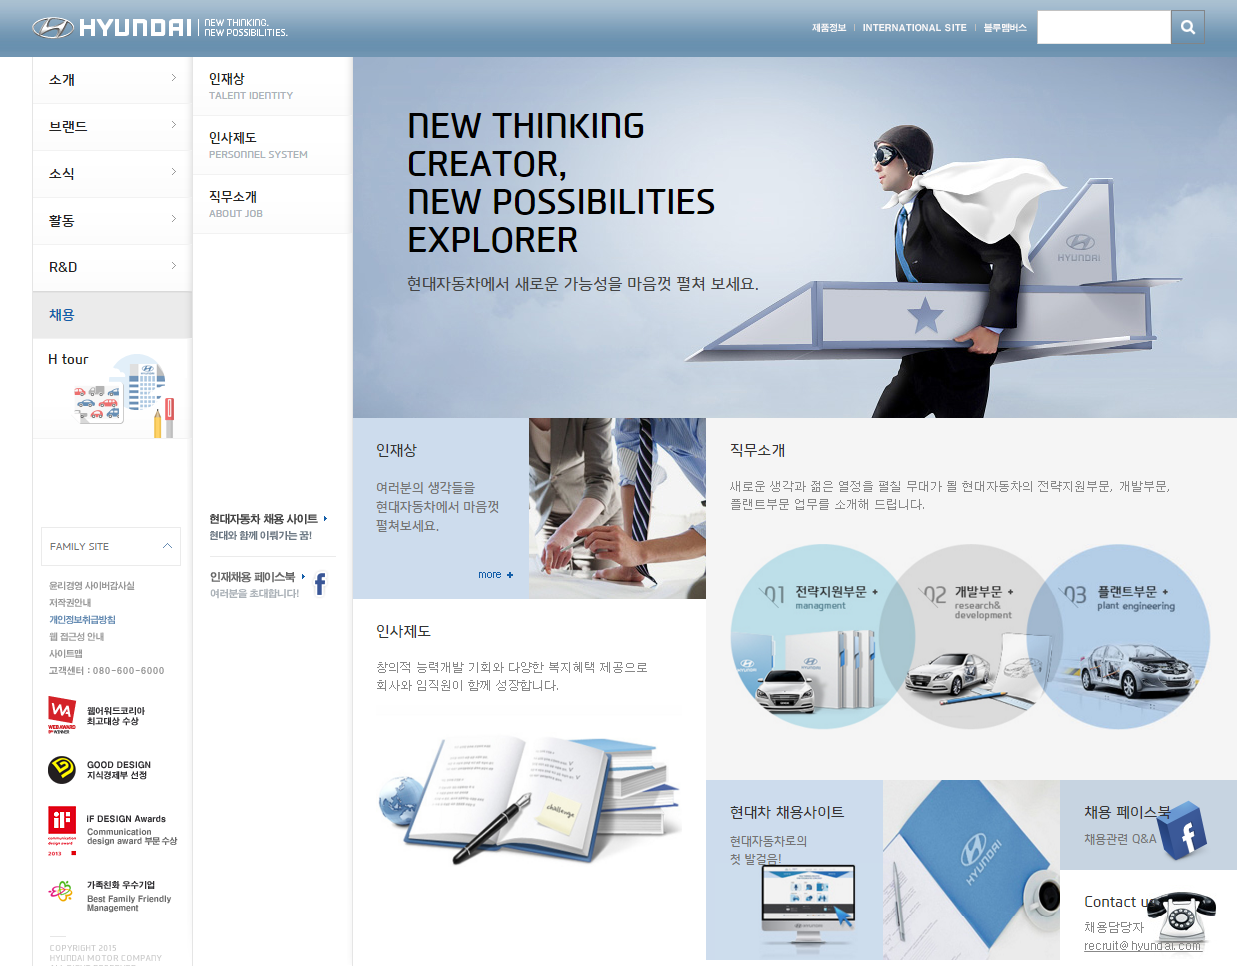 HYUNDAI
NEW THINKING.
NEW POSSIBILITIES.
제품정보
INTERNATIONAL SITE
블루멤버스
소개
브랜드
소식
활동
R&D
채용
H tour
FAMILY SITE
윤리경영 사이버감사실
저작권안내
개인정보취급방침
웹 접근성 안내
사이트맵
고객센터 : 080-600-6000
WEB AWARD
웹어워드코리아
최고대상 수상
GOOD DESIGN
지식경제부 선정
iF
communication
design award
2013
iF DESIGN Awards
Communication
design award 부문 수상
가족친화 우수기업
Best Family Friendly
Management
COPYRIGHT 2015
HYUNDAI MOTOR COMPANY
인재상
TALENT IDENTITY
인사제도
PERSONNEL SYSTEM
직무소개
ABOUT JOB
현대자동차 채용 사이트
현대와 함께 이뤄가는 꿈!
인재채용 페이스북
여러분을 초대합니다!
NEW THINKING
CREATOR,
NEW POSSIBILITIES
EXPLORER
현대자동차에서 새로운 가능성을 마음껏 펼쳐 보세요.
HYUNDAI
인재상
여러분의 생각들을
현대자동차에서 마음껏
펼쳐보세요.
more +
인사제도
창의적 능력개발 기회와 다양한 복지혜택 제공으로
회사와 임직원이 함께 성장합니다.
challenge
직무소개
새로운 생각과 젊은 열정을 펼칠 무대가 될 현대자동차의 전략지원부문, 개발부문,
플랜트부문 업무를 소개해 드립니다.
01 전략지원부문 +
managment
02 개발부문 +
research&
development
03 플랜트부문 +
plant engineering
HYUNDAI
현대차 채용사이트
현대자동차로의
첫 발걸음!
HYUNDAI
채용 페이스북
채용관련 Q&A
Contact u
채용담당자
recruit@hyundai.com